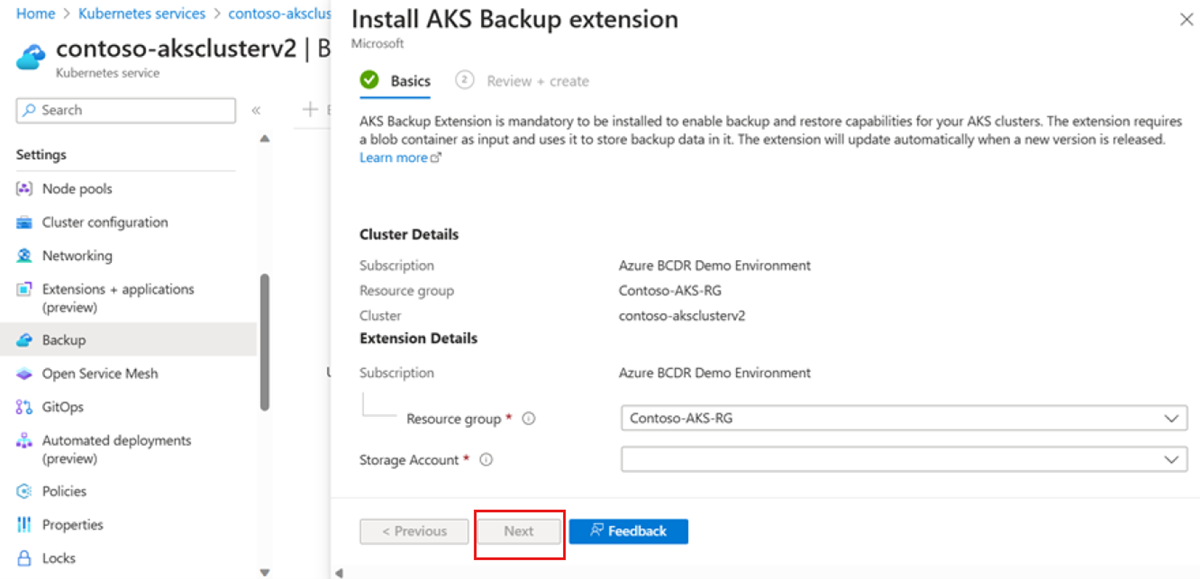 Home > Kubernetes services > contoso-aksclus
contoso-aksclusterv2 | B
Kubernetes service
Search
«
Settings
Node pools
Cluster configuration
Networking
Extensions + applications
(preview)
Backup
Open Service Mesh
GitOps
Automated deployments
(preview)
Policies
Properties
Locks
Install AKS Backup extension
Microsoft
Basics
2 Review + create
AKS Backup Extension is mandatory to be installed to enable backup and restore capabilities for your AKS clusters. The extension requires
a blob container as input and uses it to store backup data in it. The extension will update automatically when a new version is released.
Learn more
Cluster Details
Subscription Azure BCDR Demo Environment
Resource group Contoso-AKS-RG
Cluster contoso-aksclusterv2
Extension Details
Subscription Azure BCDR Demo Environment
Resource group * Contoso-AKS-RG
Storage Account *
< Previous Next Feedback